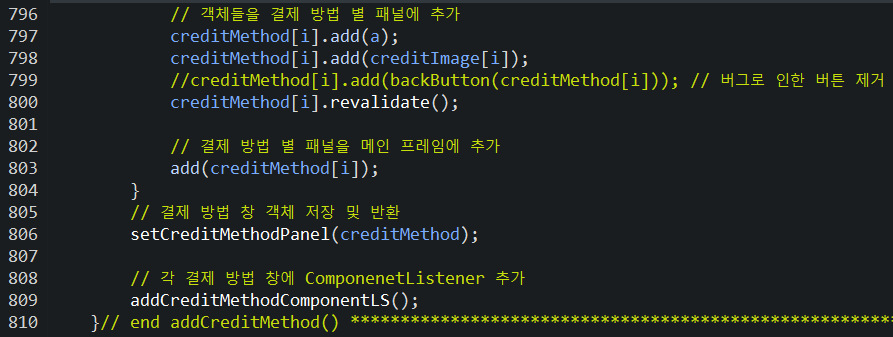 796 // 객체들을 결제 방법 별 패널에 추가
797 creditMethod[i].add(a);
798 creditMethod[i].add(creditImage[i]);
799 //creditMethod[i].add(backButton(creditMethod[i])); // 버그로 인한 버튼 제거
800 creditMethod[i].revalidate();
801
802 // 결제 방법 별 패널을 메인 프레임에 추가
803 add(creditMethod[i]);
804 }
805 // 결제 방법 창 객체 저장 및 반환
806 setCreditMethodPanel(creditMethod);
807
808 // 각 결제 방법 창에 ComponenetListener 추가
809 addCreditMethodComponentLS();
810 }// end addCreditMethod() *******************************************************